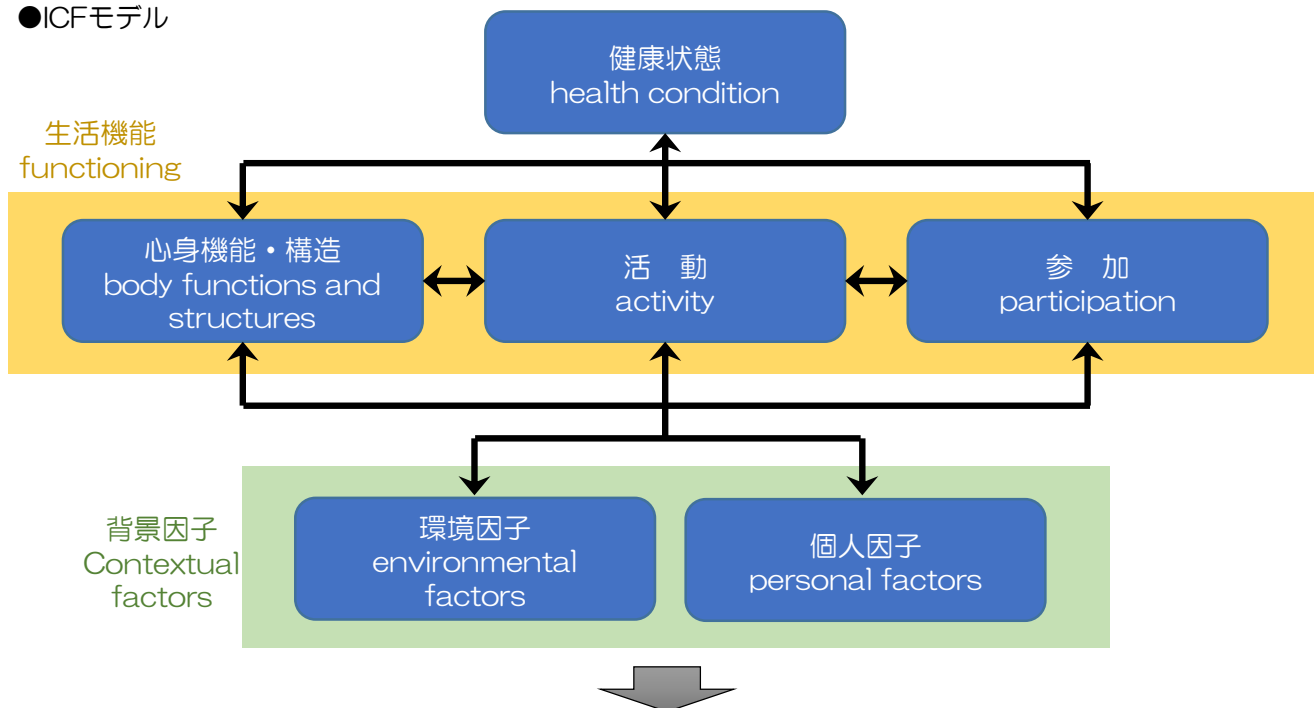 ●ICFモデル
健康状態
health condition
生活機能
functioning
心身機能・構造
body functions and
structures
活　動
activity
参　加
participation
背景因子
Contextual
factors
環境因子
environmental
factors
個人因子
personal factors